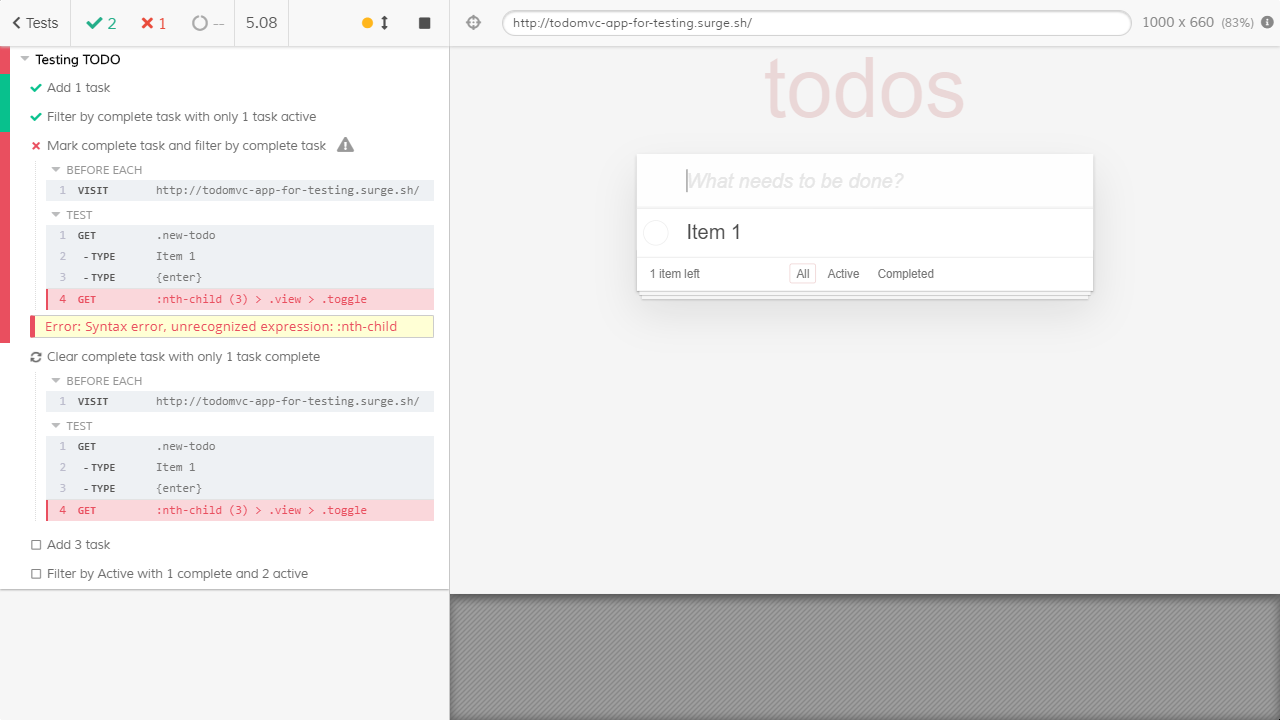 Tests
2
1
--
5.08
http://todomvc-app-for-testing.surge.sh/
1000 x 660 (83%)
Testing TODO
Add 1 task
Filter by complete task with only 1 task active
Mark complete task and filter by complete task
BEFORE EACH
1 VISIT http://todomvc-app-for-testing.surge.sh/
TEST
1 GET .new-todo
2 -TYPE Item 1
3 -TYPE {enter}
4 GET :nth-child (3) > .view > .toggle
Error: Syntax error, unrecognized expression: :nth-child
Clear complete task with only 1 task complete
BEFORE EACH
1 VISIT http://todomvc-app-for-testing.surge.sh/
TEST
1 GET .new-todo
2 -TYPE Item 1
3 -TYPE {enter}
4 GET :nth-child (3) > .view > .toggle
Add 3 task
Filter by Active with 1 complete and 2 active
todos
What needs to be done?
Item 1
1 item left All Active Completed